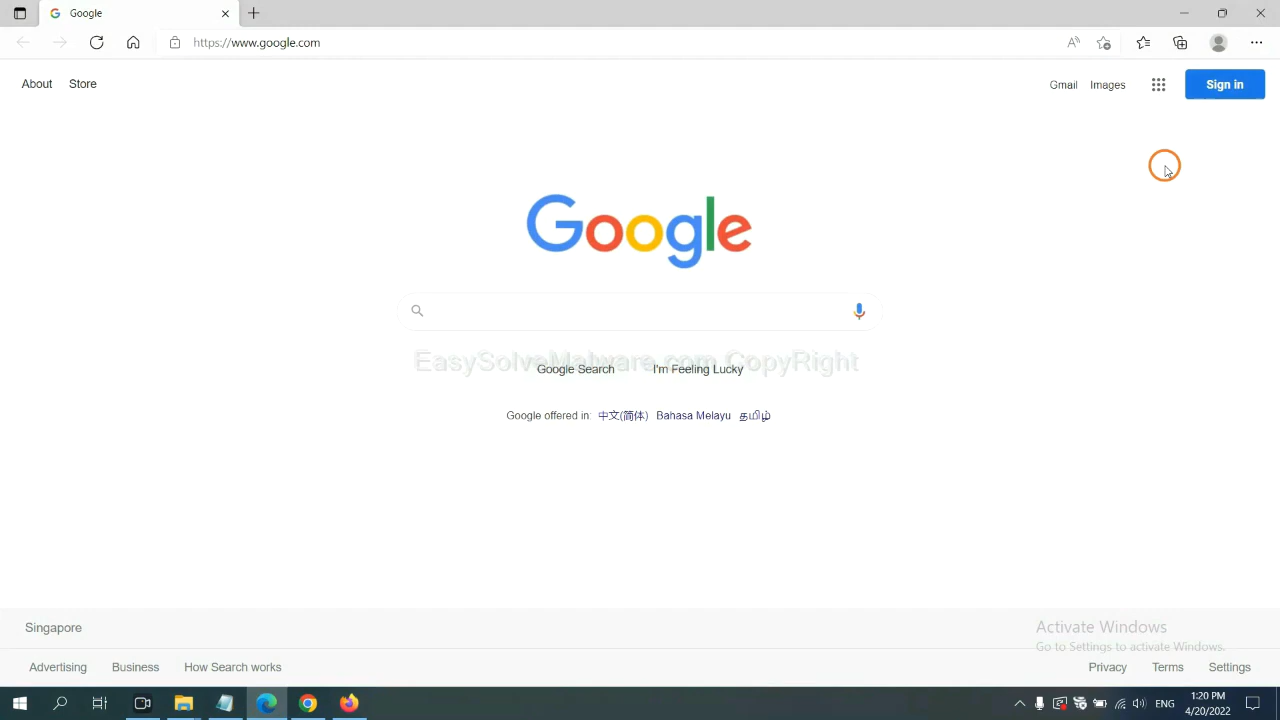 Google
https://www.google.com
About Store
Gmail Images Sign in
Google
EasySolveMalware.com CopyRight
Google Search I'm Feeling Lucky
Google offered in: 中文(简体) Bahasa Melayu தமிழ்
Singapore
Activate Windows
Go to Settings to activate Windows.
Advertising Business How Search works
Privacy Terms Settings
ENG
1:20 PM
4/20/2022